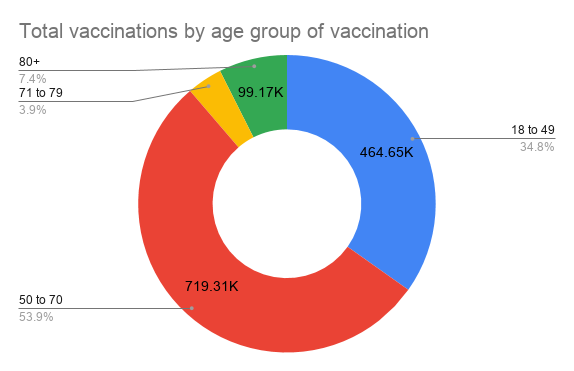 Total vaccinations by age group of vaccination
80+
7.4%
71 to 79
3.9%
99.17K
18 to 49
34.8%
464.65K
719.31K
50 to 70
53.9%